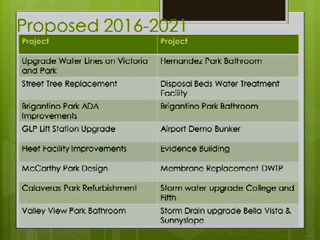 Proposed 2016-2021
Project Project
Upgrade Water Lines on Victoria and Park
Hernandez Park Bathroom
Street Tree Replacement
Disposal Beds Water Treatment Facility
Brigantino Park ADA Improvements
Brigantino Park Bathroom
GLP Lift Station Upgrade
Airport Demo Bunker
Fleet Facility Improvements
Evidence Building
McCarthy Park Design
Membrane Replacement DWTP
Calaveras Park Refurbishment
Storm water upgrade College and Fifth
Valley View Park Bathroom
Storm Drain upgrade Bella Vista & Sunnyslope